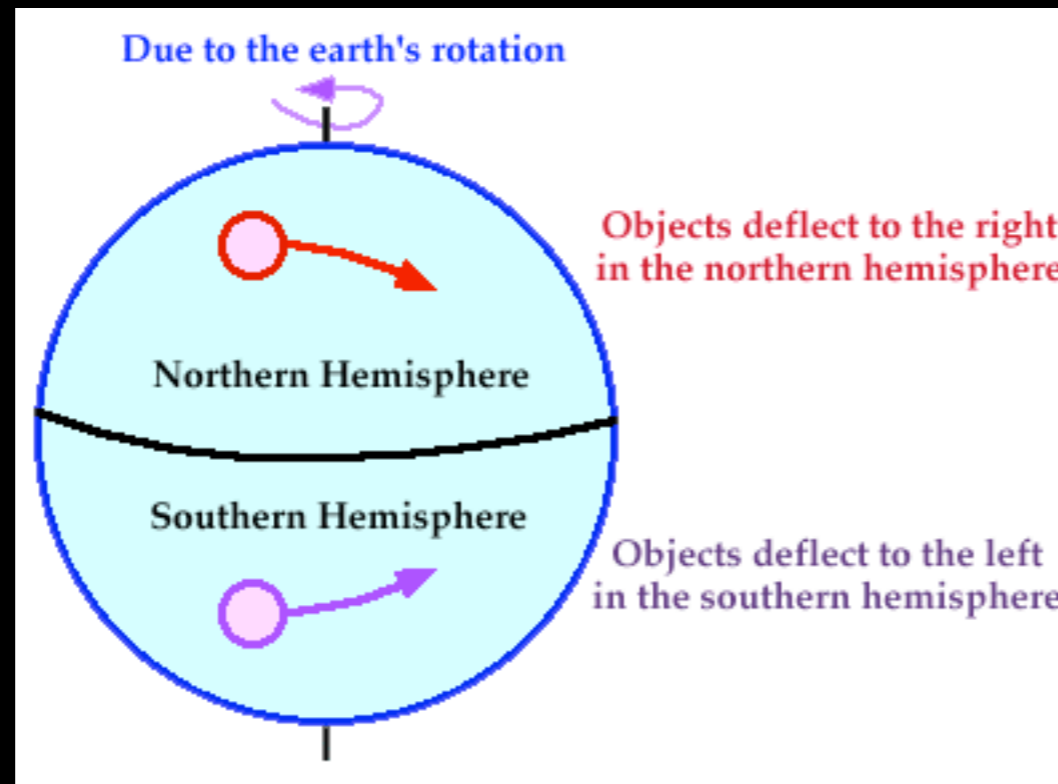 Due to the earth's rotation
Objects deflect to the right
in the northern hemisphere
Northern Hemisphere
Southern Hemisphere
Objects deflect to the left
in the southern hemisphere